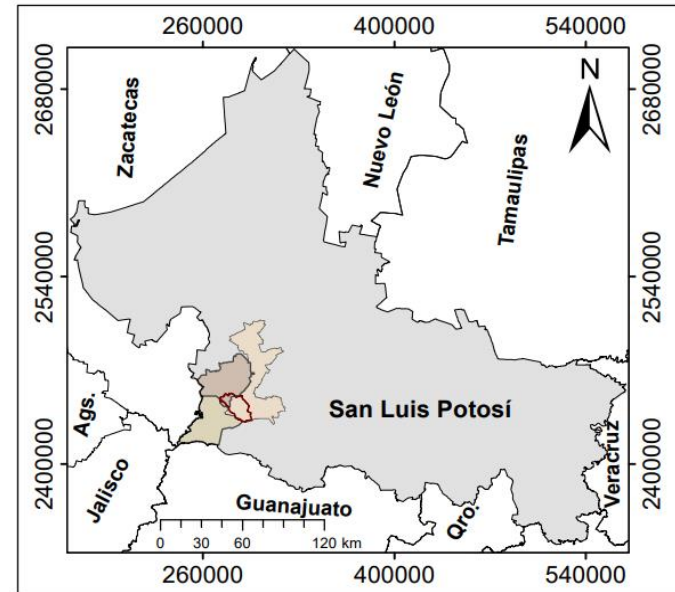 260000 400000 540000
2680000
2680000
Zacatecas
Nuevo León
N
Tamaulipas
2540000
2540000
San Luis Potosí
Ags.
Jalisco
2400000
2400000
Guanajuato
Qro.
Veracruz
0 30 60 120 km
260000 400000 540000